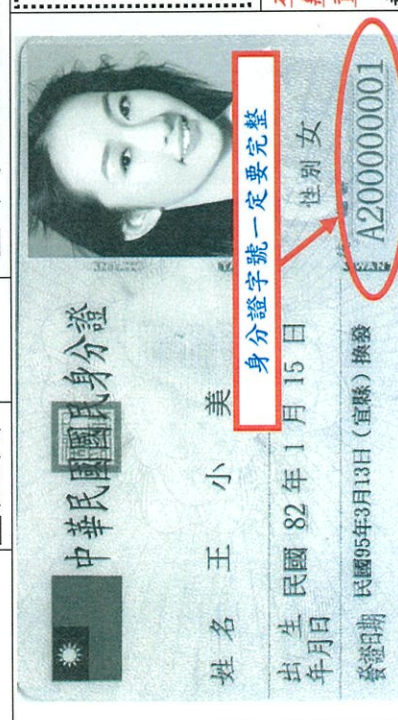 中華民國國民身分證
姓名 王小美
出生年月日 民國 82 年 1 月 15 日
性別 女
發證日期 民國95年3月13日（宜縣）換發
A200000001
身分證字號一定要完整